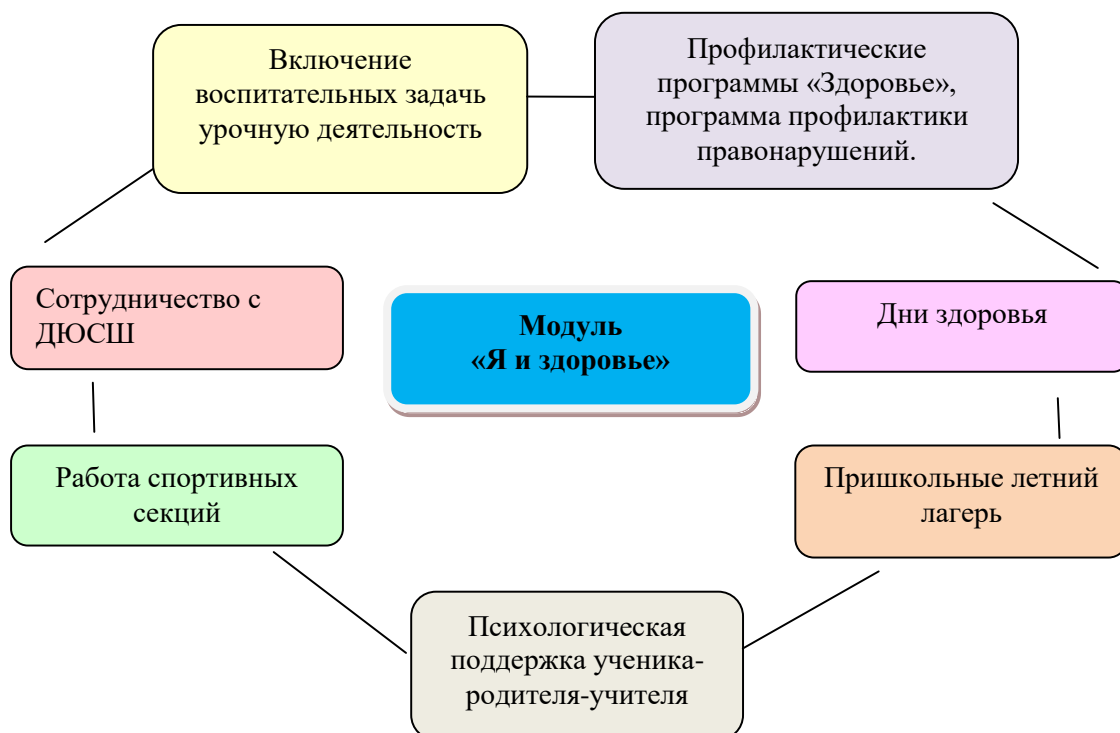 Включение
воспитательных задачь
урочную деятельность
Профилактические
программы «Здоровье»,
программа профилактики
правонарушений.
Сотрудничество с
ДЮСШ
Модуль
«Я и здоровье»
Дни здоровья
Работа спортивных
секций
Пришкольные летний
лагерь
Психологическая
поддержка ученика-
родителя-учителя